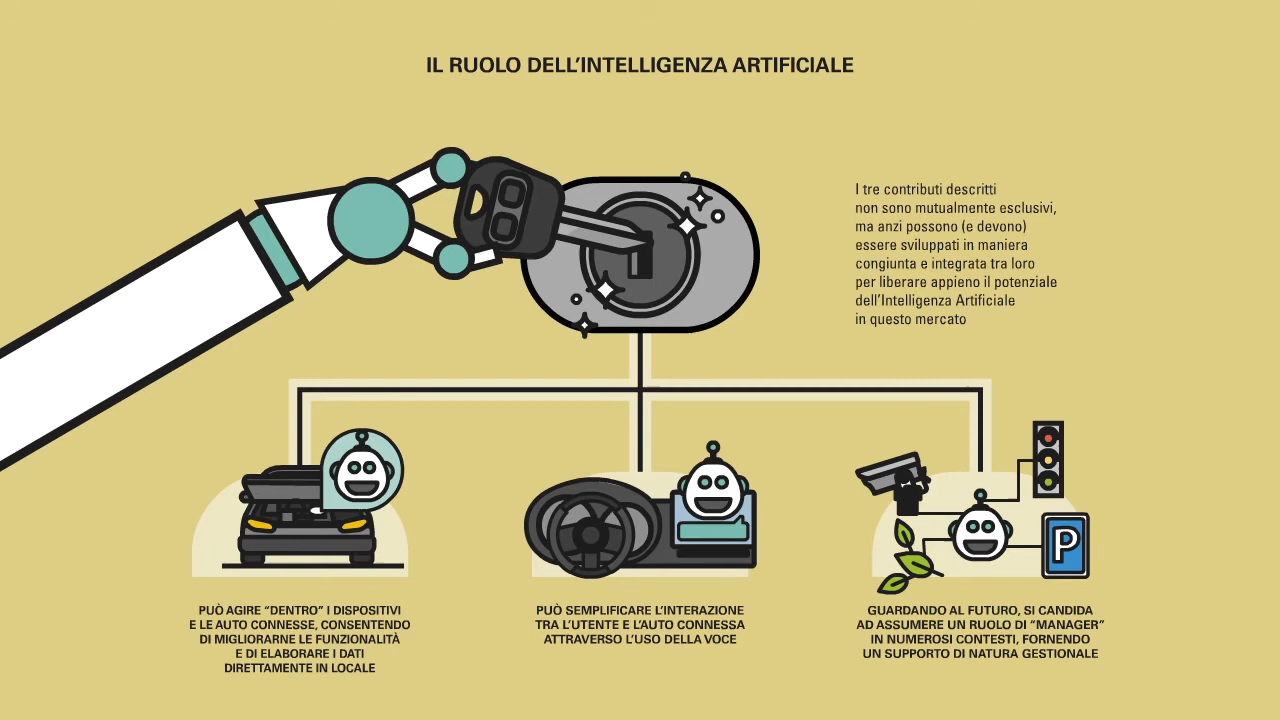 IL RUOLO DELL'INTELLIGENZA ARTIFICIALE
I tre contributi descritti
non sono mutualmente esclusivi,
ma anzi possono (e devono)
essere sviluppati in maniera
congiunta e integrata tra loro
per liberare appieno il potenziale
dell'Intelligenza Artificiale
in questo mercato
P
PUÒ AGIRE “DENTRO” I DISPOSITIVI
E LE AUTO CONNESSE, CONSENTENDO
DI MIGLIORARNE LE FUNZIONALITÀ
E DI ELABORARE I DATI
DIRETTAMENTE IN LOCALE
PUÒ SEMPLIFICARE L'INTERAZIONE
TRA L'UTENTE E L'AUTO CONNESSA
ATTRAVERSO L'USO DELLA VOCE
GUARDANDO AL FUTURO, SI CANDIDA
AD ASSUMERE UN RUOLO DI “MANAGER”
IN NUMEROSI CONTESTI, FORNENDO
UN SUPPORTO DI NATURA GESTIONALE